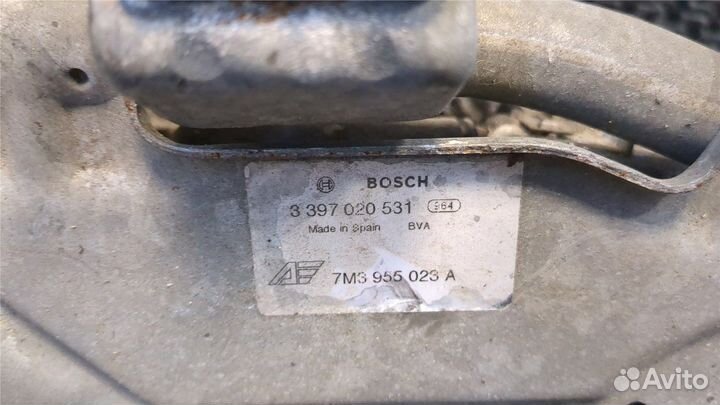 BOSCH
3 397 020 531 964
Made in Spain BVA
7M3 955 023 A
Avito